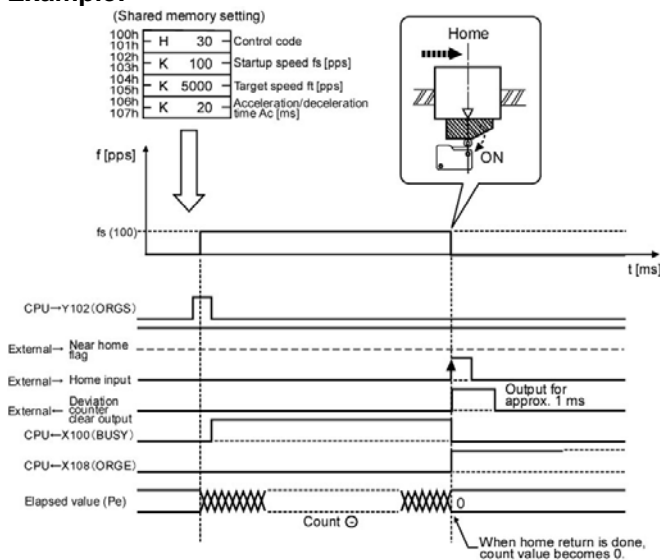 Example:
(Shared memory setting)
100h
101h
H 30 Control code
102h
103h
K 100 Startup speed fs [pps]
104h
105h
K 5000 Target speed ft [pps]
106h
107h
K 20 Acceleration/deceleration
time Ac [ms]
Home
ON
f [pps]
fs (100)
t [ms]
CPU→Y102(ORGS)
External→ Near home
flag
External→ Home input
External← Deviation
counter
clear output
Output for
approx. 1 ms
CPU←X100(BUSY)
CPU←X108(ORGE)
Elapsed value (Pe)
0
Count ⊖
When home return is done,
count value becomes 0.